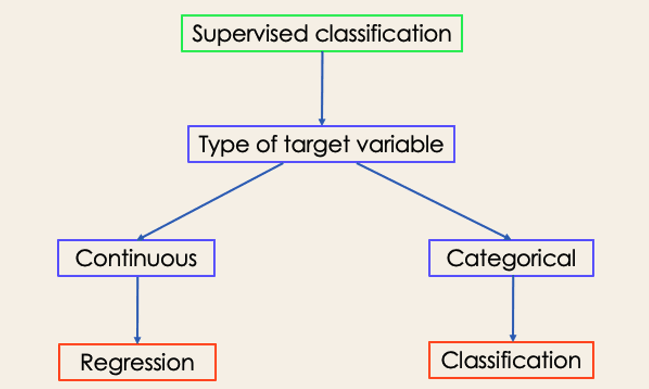 Supervised classification
Type of target variable
Continuous
Categorical
Regression
Classification